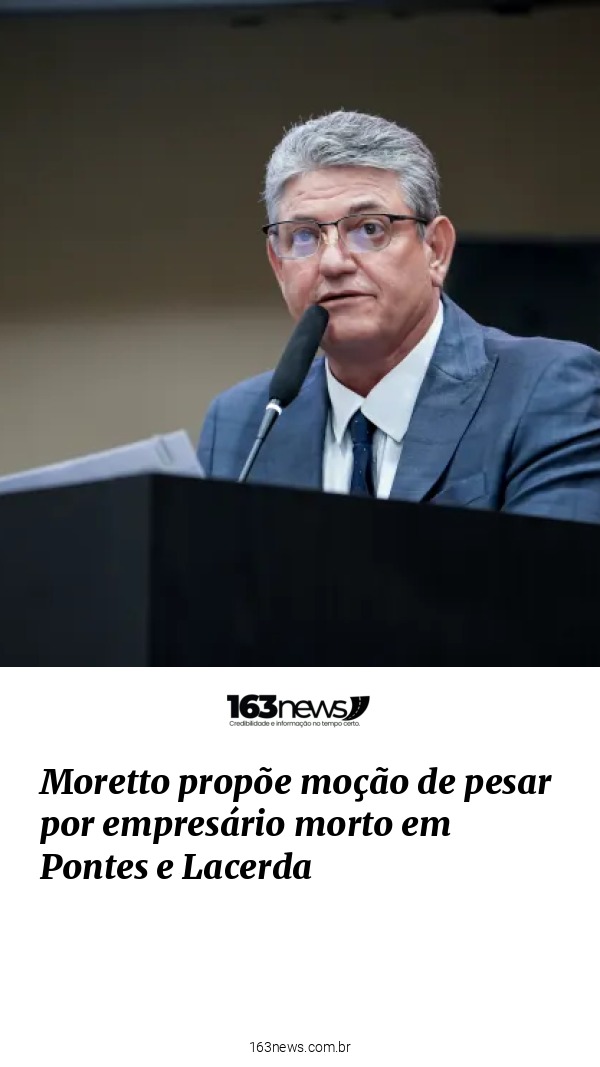 163news
Credibilidade e informação no tempo certo.
Moretto propõe moção de pesar
por empresário morto em
Pontes e Lacerda
163news.com.br